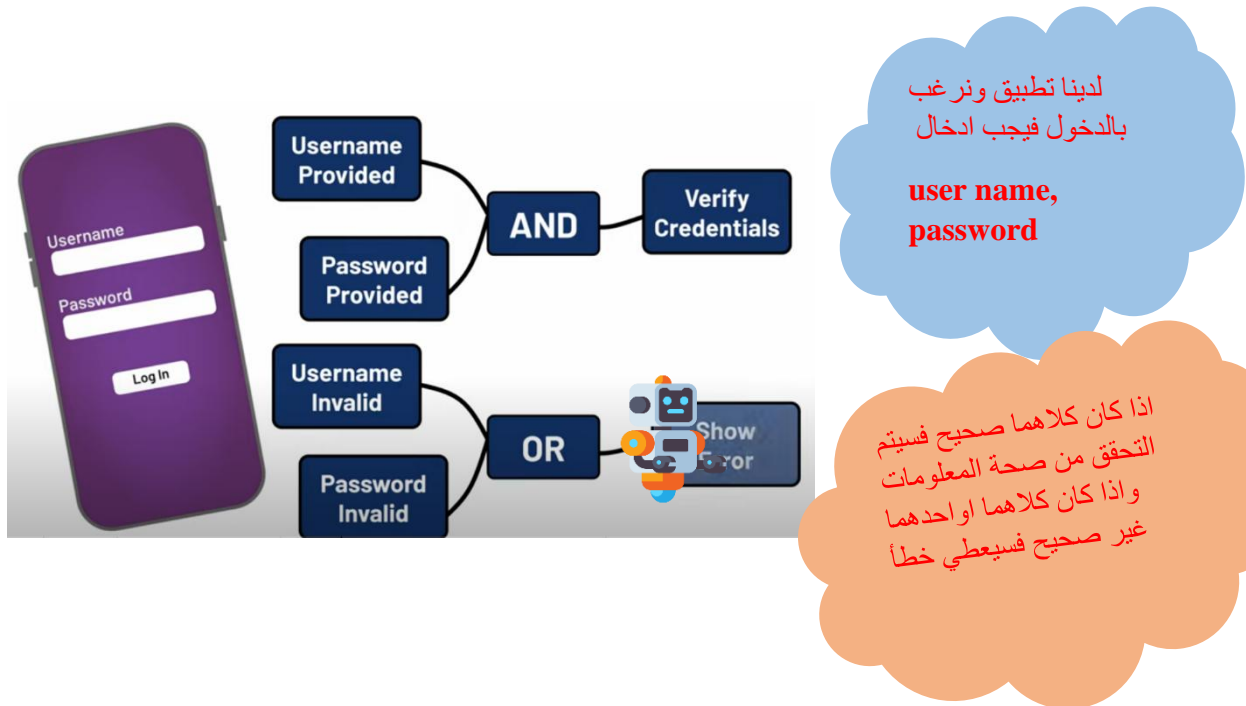 Username
Password
Log In
Username
Provided
Password
Provided
AND
Verify
Credentials
Username
Invalid
Password
Invalid
OR
Show
Error
لدينا تطبيق ونرغب
بالدخول فيجب ادخال
user name,
password
اذا كان كلاهما صحيح فسيتم
التحقق من صحة المعلومات
واذا كان كلاهما اواحدهما
غير صحيح فسيعطي خطأ